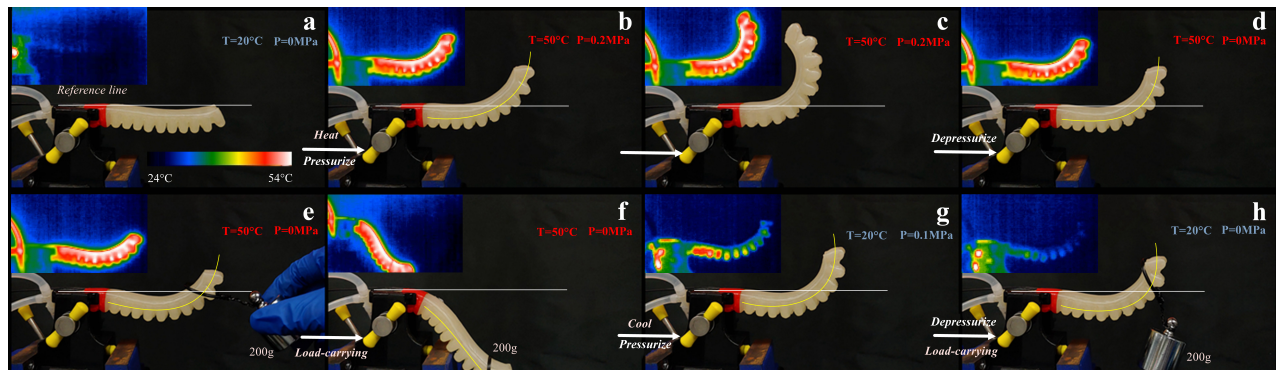 a
T=20°C P=0MPa
Reference line
24°C
54°C
Heat
Pressurize
b
T=50°C P=0.2MPa
c
T=50°C P=0.2MPa
Depressurize
d
T=50°C P=0MPa
e
T=50°C P=0MPa
200g
Load-carrying
f
T=50°C P=0MPa
200g
Cool
Pressurize
g
T=20°C P=0.1MPa
Depressurize
Load-carrying
h
T=20°C P=0MPa
200g